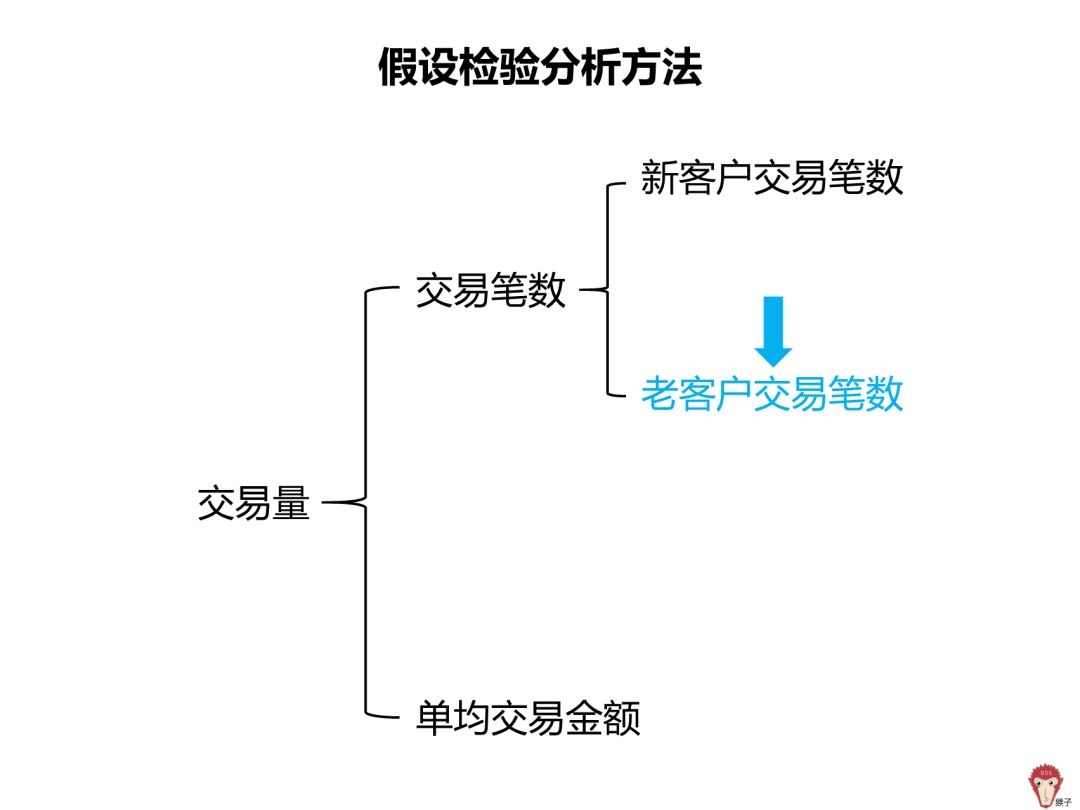 假设检验分析方法
新客户交易笔数
交易笔数
老客户交易笔数
交易量
单均交易金额
猴子